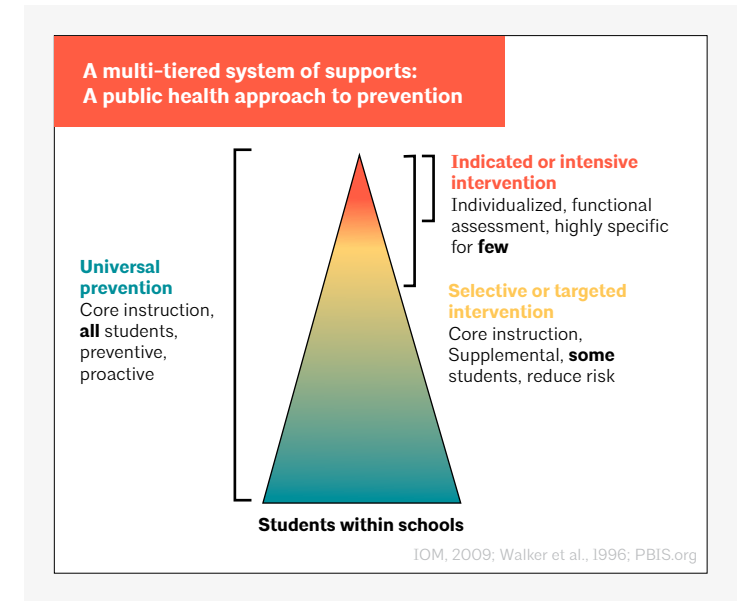 A multi-tiered system of supports:
A public health approach to prevention
Universal
prevention
Core instruction,
all students,
preventive,
proactive
Indicated or intensive
intervention
Individualized, functional
assessment, highly specific
for few
Selective or targeted
intervention
Core instruction,
Supplemental, some
students, reduce risk
Students within schools
IOM, 2009; Walker et al., 1996; PBIS.org